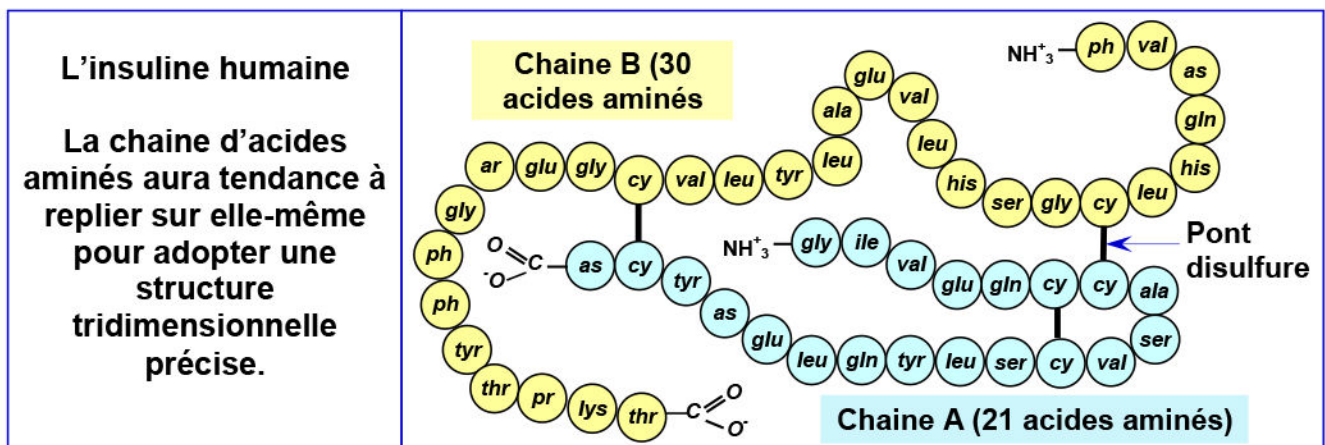 L'insuline humaine
La chaine d'acides
aminés aura tendance à
replier sur elle-même
pour adopter une
structure
tridimensionnelle
précise.
Chaine B (30
acides aminés
NH+3 ph val as gln his leu cy gly ser his leu val glu ala leu tyr leu val cy gly glu ar gly ph ph tyr thr pr lys thr C O O-
NH+3 gly ile val glu gln cy cy ala ser val cy ser leu tyr gln leu glu as tyr cy as C O -O
Pont
disulfure
Chaine A (21 acides aminés)